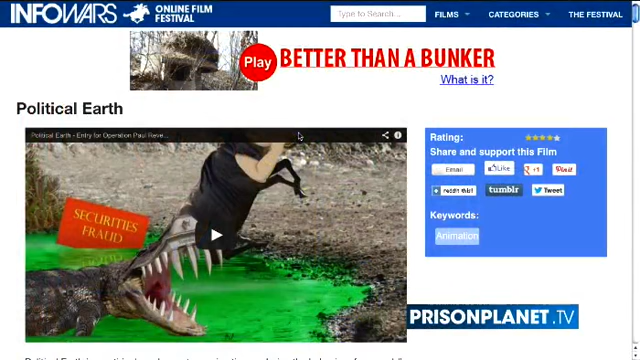 INFOWARS ONLINE FILM
FESTIVAL
Type to Search...
FILMS
CATEGORIES
THE FESTIVAL
Play BETTER THAN A BUNKER
What is it?
Political Earth
Political Earth - Entry for Operation Paul Reve...
SECURITIES
FRAUD
Rating:
Share and support this Film
Email
Like
+1
Pinit
reddit this!
tumblr
Tweet
Keywords:
Animation
PRISONPLANET.TV